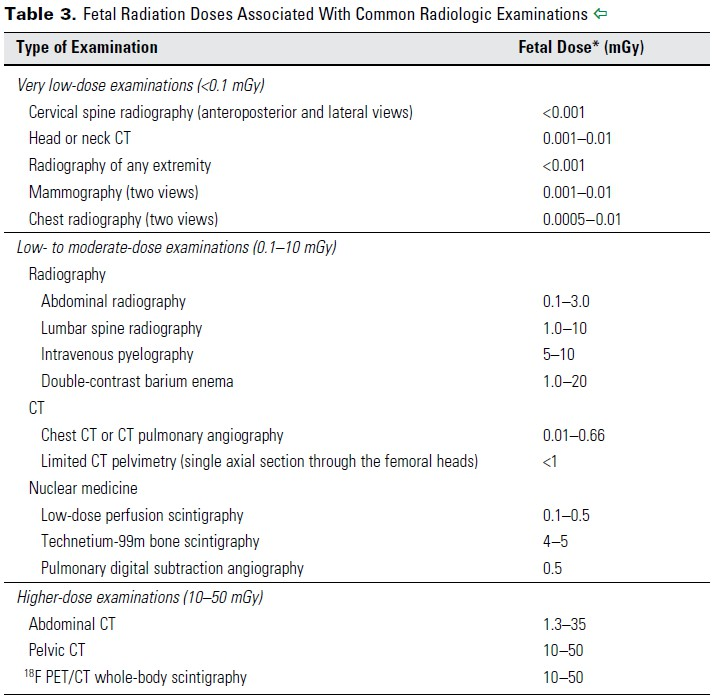 Table 3. Fetal Radiation Doses Associated With Common Radiologic Examinations ⇦
Type of Examination Fetal Dose* (mGy)
Very low-dose examinations (<0.1 mGy)
Cervical spine radiography (anteroposterior and lateral views) <0.001
Head or neck CT 0.001–0.01
Radiography of any extremity <0.001
Mammography (two views) 0.001–0.01
Chest radiography (two views) 0.0005–0.01
Low- to moderate-dose examinations (0.1–10 mGy)
Radiography
Abdominal radiography 0.1–3.0
Lumbar spine radiography 1.0–10
Intravenous pyelography 5–10
Double-contrast barium enema 1.0–20
CT
Chest CT or CT pulmonary angiography 0.01–0.66
Limited CT pelvimetry (single axial section through the femoral heads) <1
Nuclear medicine
Low-dose perfusion scintigraphy 0.1–0.5
Technetium-99m bone scintigraphy 4–5
Pulmonary digital subtraction angiography 0.5
Higher-dose examinations (10–50 mGy)
Abdominal CT 1.3–35
Pelvic CT 10–50
¹⁸F PET/CT whole-body scintigraphy 10–50